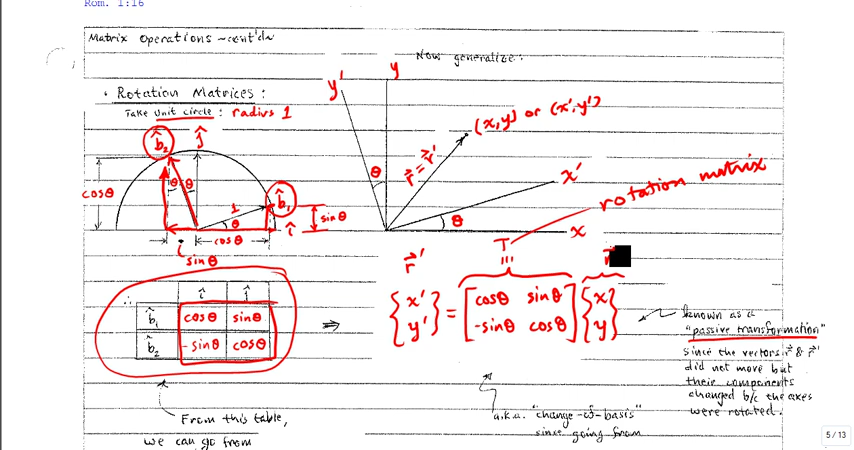 Rom. 1:16
Matrix Operations ~cont'd~
Now generalize:
• Rotation Matrices:
Take unit circle: radius 1
b̂₂
ĵ
cosθ
θ
θ
1
θ
b̂₁
î
sinθ
cosθ
sinθ
y'
y
θ
r⃗ = r⃗'
(x,y) or (x',y')
x'
θ
x
rotation matrix
T
r⃗'
{x' y'} = [cosθ sinθ -sinθ cosθ] {x y}
∴
î ĵ
b̂₁ cosθ sinθ
b̂₂ -sinθ cosθ
⇒
known as a
"passive transformation"
since the vectors r⃗ & r⃗'
did not move but
their components
changed b/c the axes
were rotated.
From this table,
we can go from
a.k.a. "change-of-basis"
since going from
5 / 13